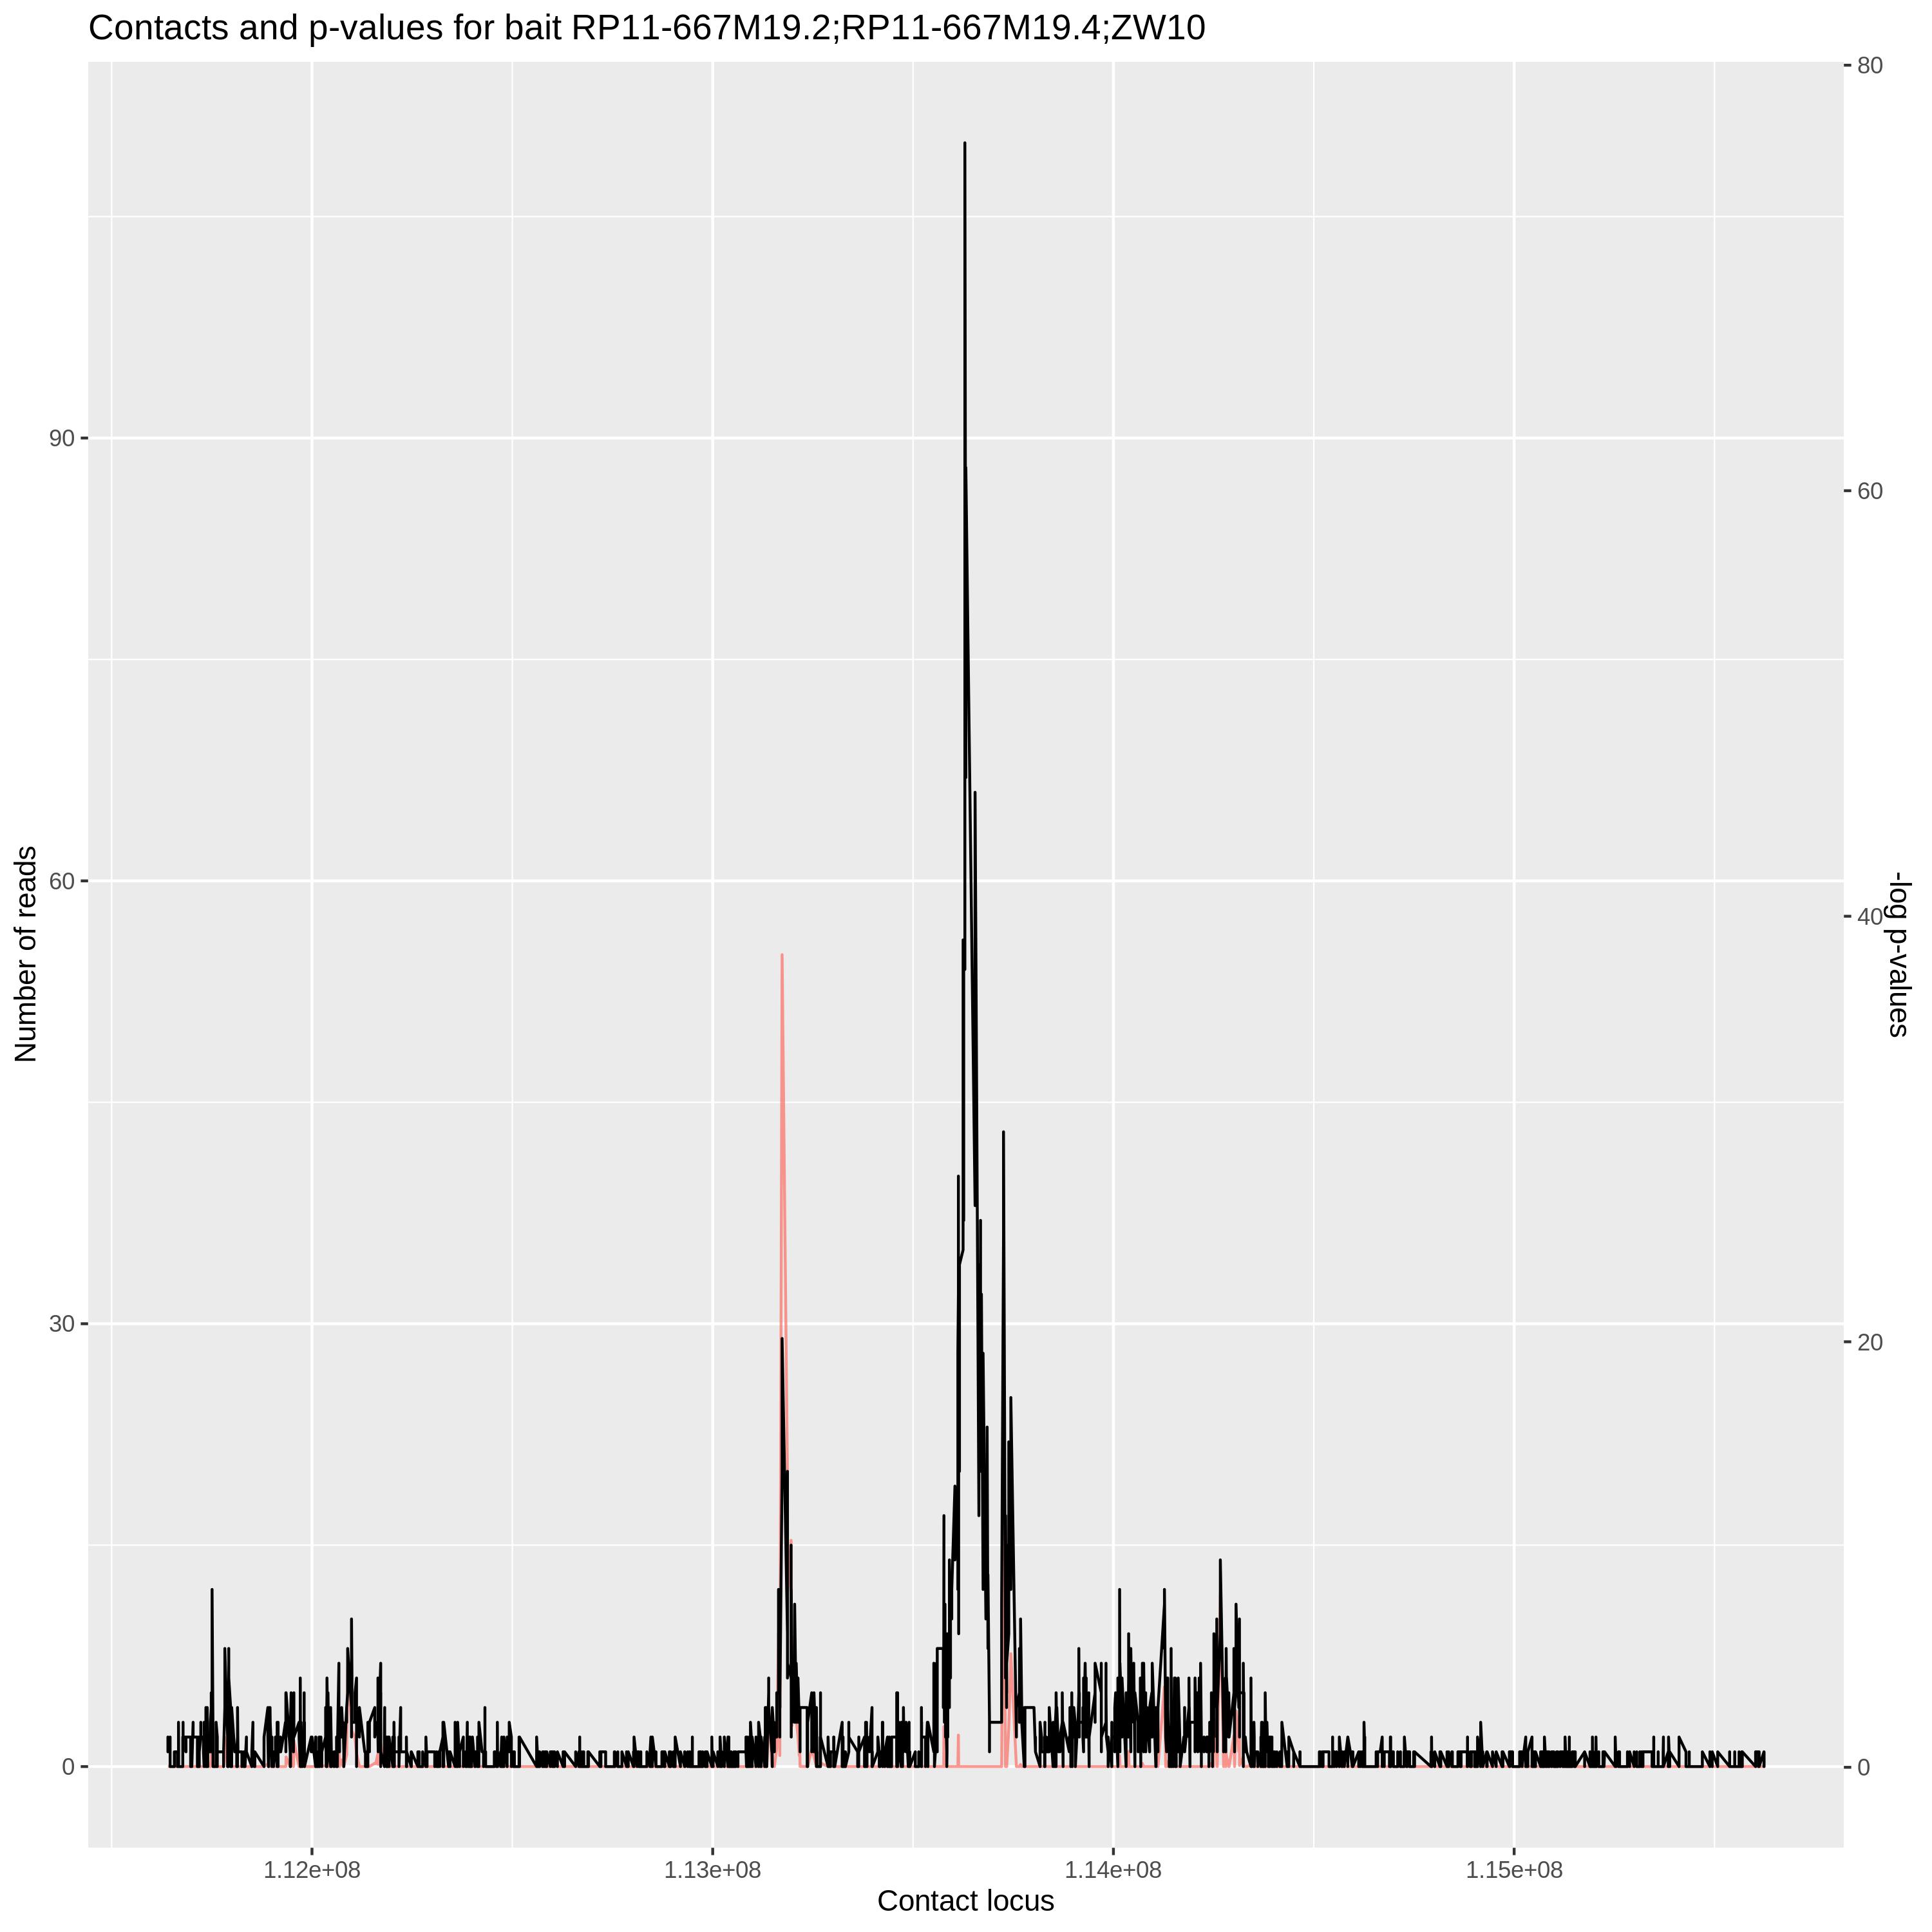 Contacts and p-values for bait RP11-667M19.2;RP11-667M19.4;ZW10
80
90
60
Number of reads
60
40
-log p-values
30
20
0
0
1.12e+08
1.13e+08
1.14e+08
1.15e+08
Contact locus